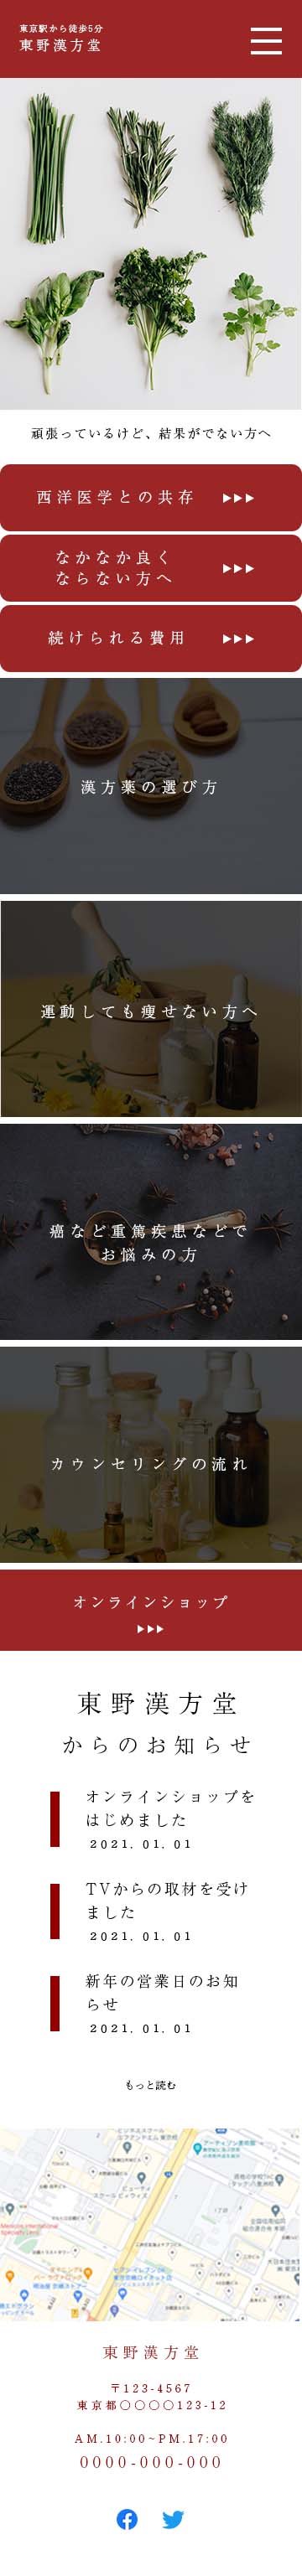 東京駅から徒歩5分
東野漢方堂
頑張っているけど、結果がでない方へ
西洋医学との共存
なかなか良く
ならない方へ
続けられる費用
漢方薬の選び方
運動しても痩せない方へ
癌など重篤疾患などで
お悩みの方
カウンセリングの流れ
オンラインショップ
東野漢方堂
からのお知らせ
オンラインショップを
はじめました
2021. 01. 01
TVからの取材を受け
ました
2021. 01. 01
新年の営業日のお知
らせ
2021. 01. 01
もっと読む
東野漢方堂
〒123-4567
東京都〇〇〇〇123-12
AM.10:00~PM.17:00
0000-000-000